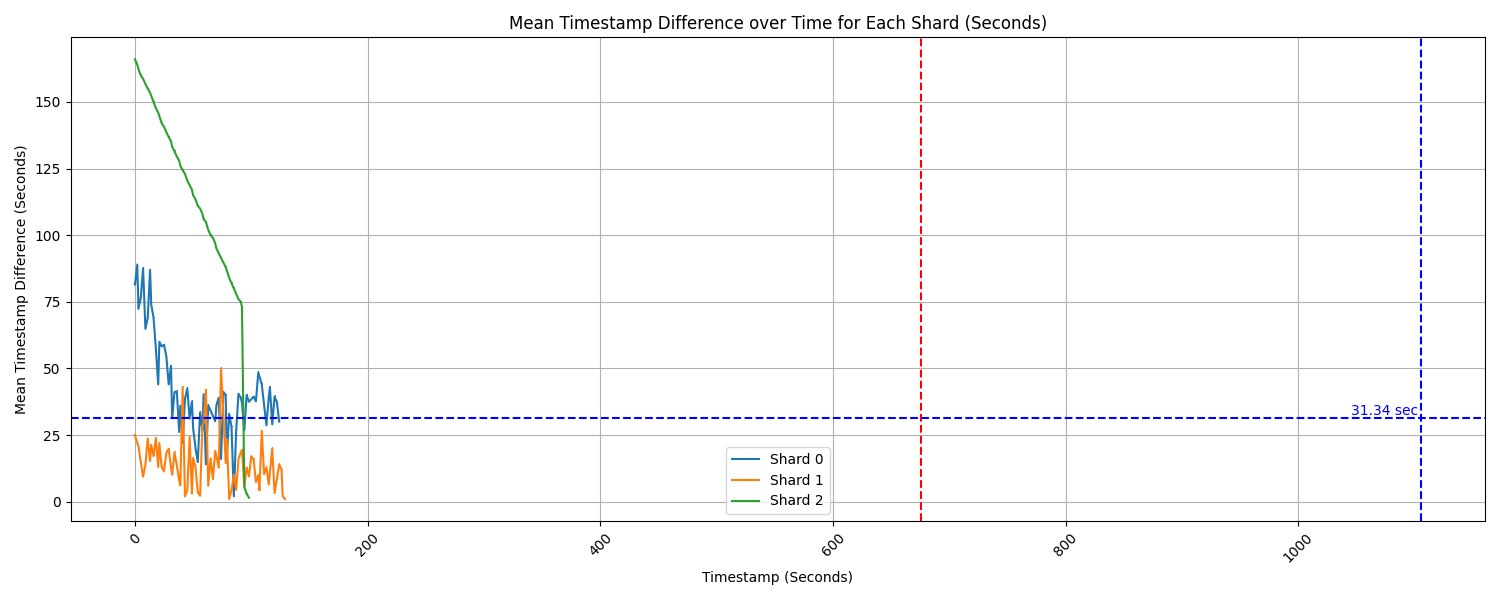 Mean Timestamp Difference over Time for Each Shard (Seconds)
Mean Timestamp Difference (Seconds)
150
125
100
75
50
25
0
31.34 sec
Shard 0
Shard 1
Shard 2
0
200
400
600
800
1000
Timestamp (Seconds)